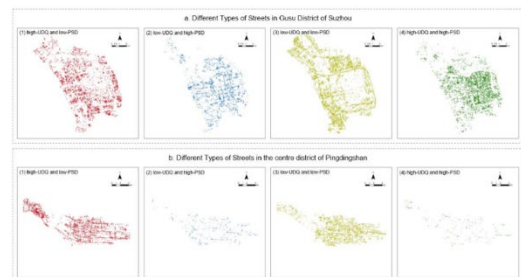 a. Different Types of Streets in Gusu District of Suzhou
(1) high-UDQ and low-PSD
(2) low-UDQ and high-PSD
(3) low-UDQ and low-PSD
(4) high-UDQ and high-PSD
b. Different Types of Streets in the centre district of Pingdingshan
(1) high-UDQ and low-PSD
(2) low-UDQ and high-PSD
(3) low-UDQ and low-PSD
(4) high-UDQ and high-PSD